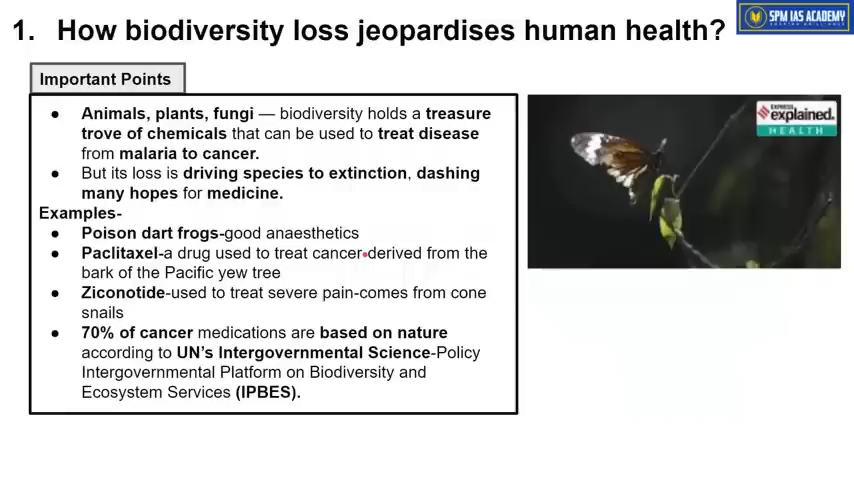 1. How biodiversity loss jeopardises human health?
SPM IAS ACADEMY
Important Points
● Animals, plants, fungi — biodiversity holds a treasure
trove of chemicals that can be used to treat disease
from malaria to cancer.
● But its loss is driving species to extinction, dashing
many hopes for medicine.
Examples-
● Poison dart frogs-good anaesthetics
● Paclitaxel-a drug used to treat cancer-derived from the
bark of the Pacific yew tree
● Ziconotide-used to treat severe pain-comes from cone
snails
● 70% of cancer medications are based on nature
according to UN's Intergovernmental Science-Policy
Intergovernmental Platform on Biodiversity and
Ecosystem Services (IPBES).
EXPRESS
explained.
HEALTH